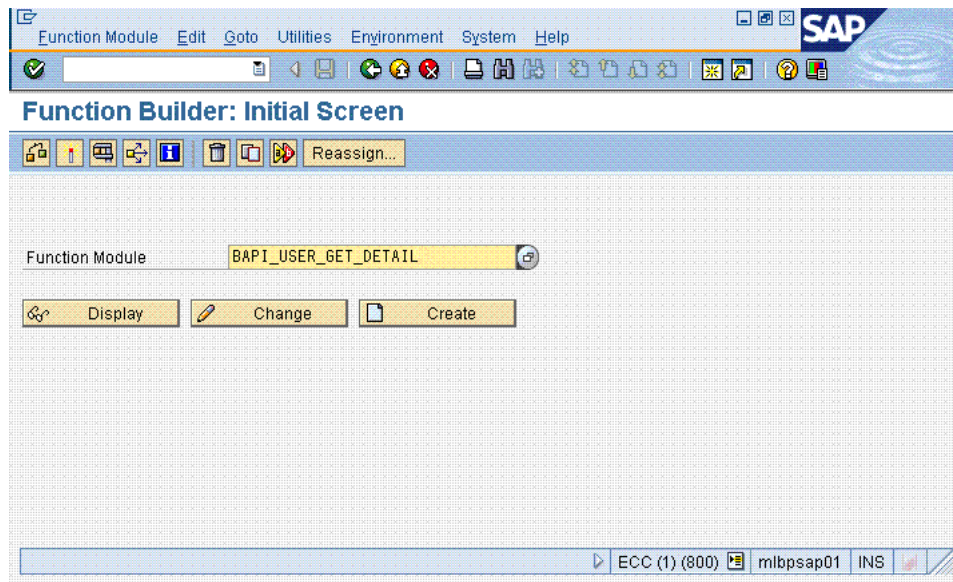 SAP
Function Module Edit Goto Utilities Environment System Help
Function Builder: Initial Screen
Reassign...
Function Module BAPI_USER_GET_DETAIL
Display Change Create
ECC (1) (800) mlbpsap01 INS